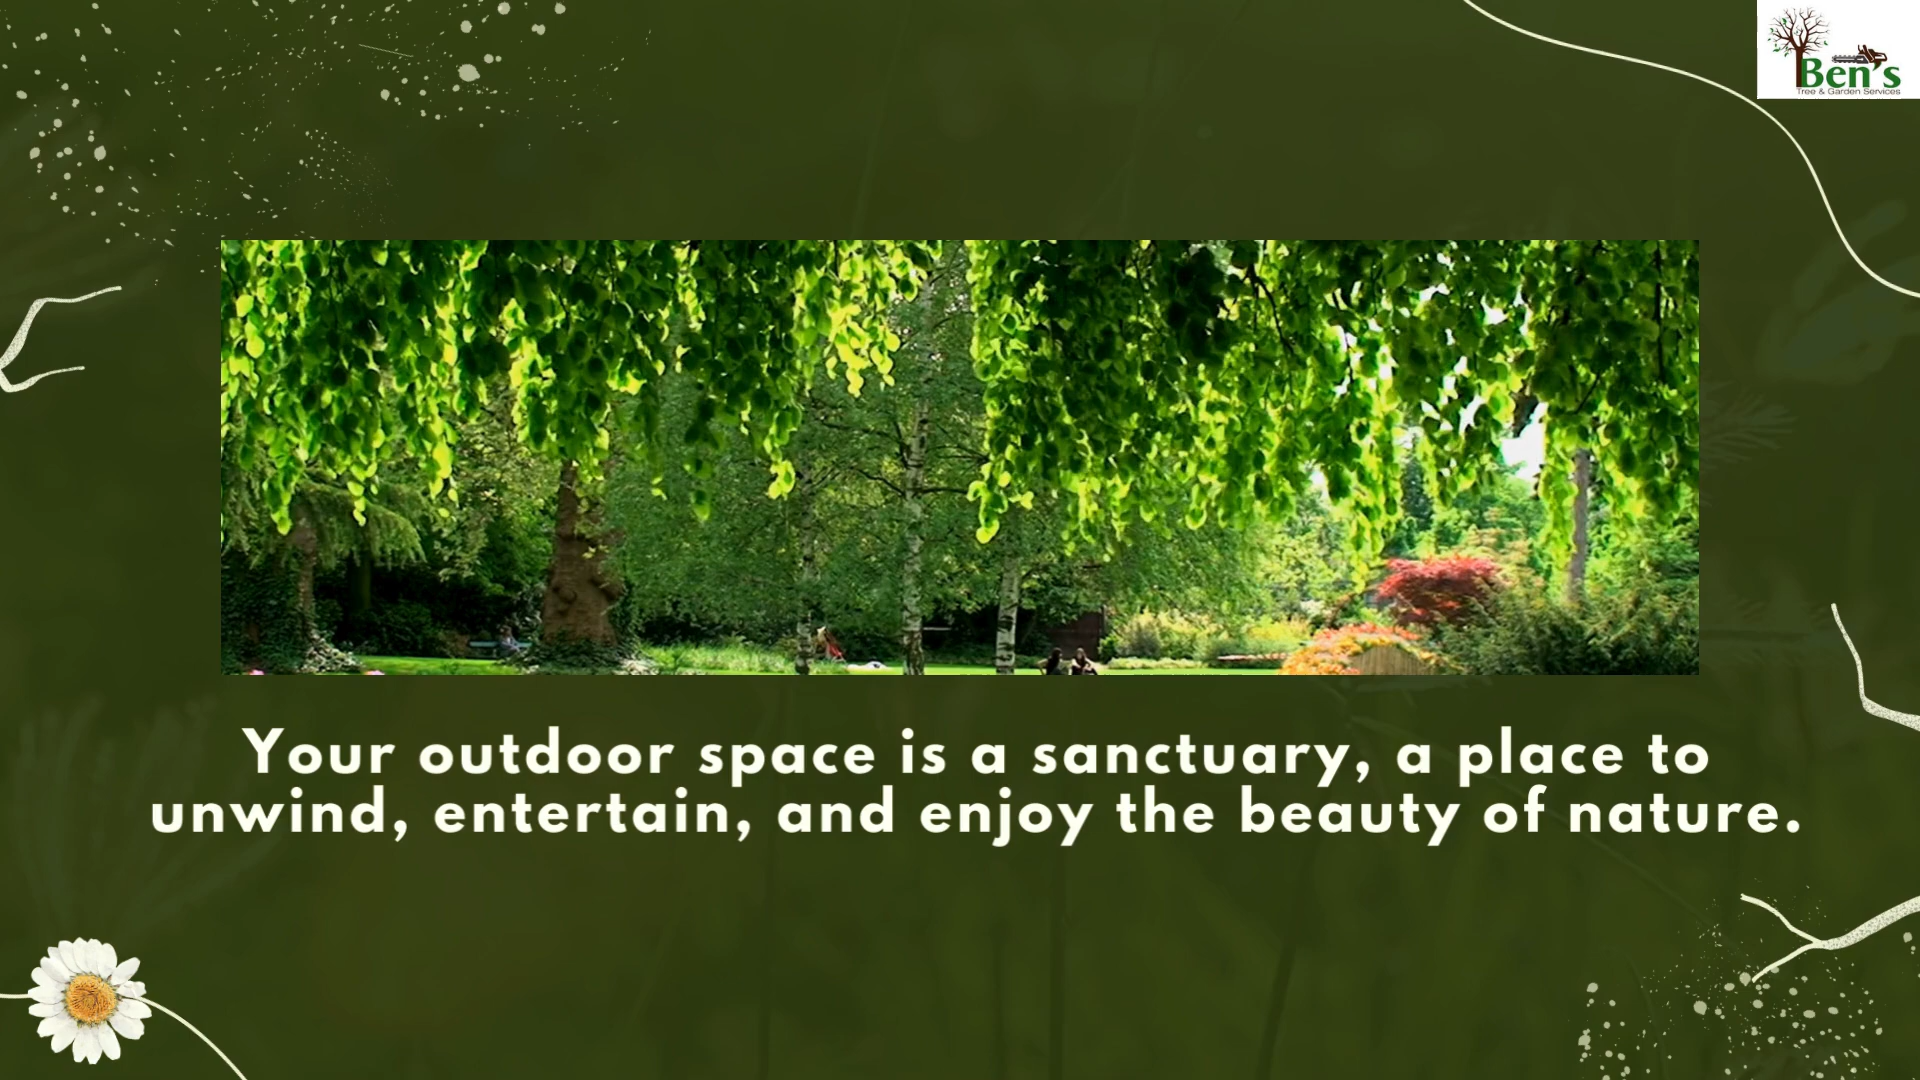 Ben's
Tree & Garden Services
Your outdoor space is a sanctuary, a place to
unwind, entertain, and enjoy the beauty of nature.